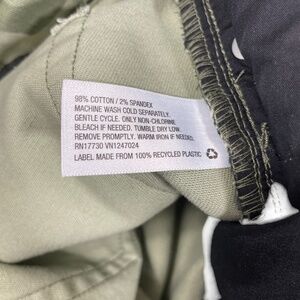 98% COTTON / 2% SPANDEX
MACHINE WASH COLD SEPARATELY.
GENTLE CYCLE. ONLY NON-CHLORINE.
BLEACH IF NEEDED. TUMBLE DRY LOW.
REMOVE PROMPTLY. WARM IRON IF NEEDED.
RN17730 VN1247024
LABEL MADE FROM 100% RECYCLED PLASTIC